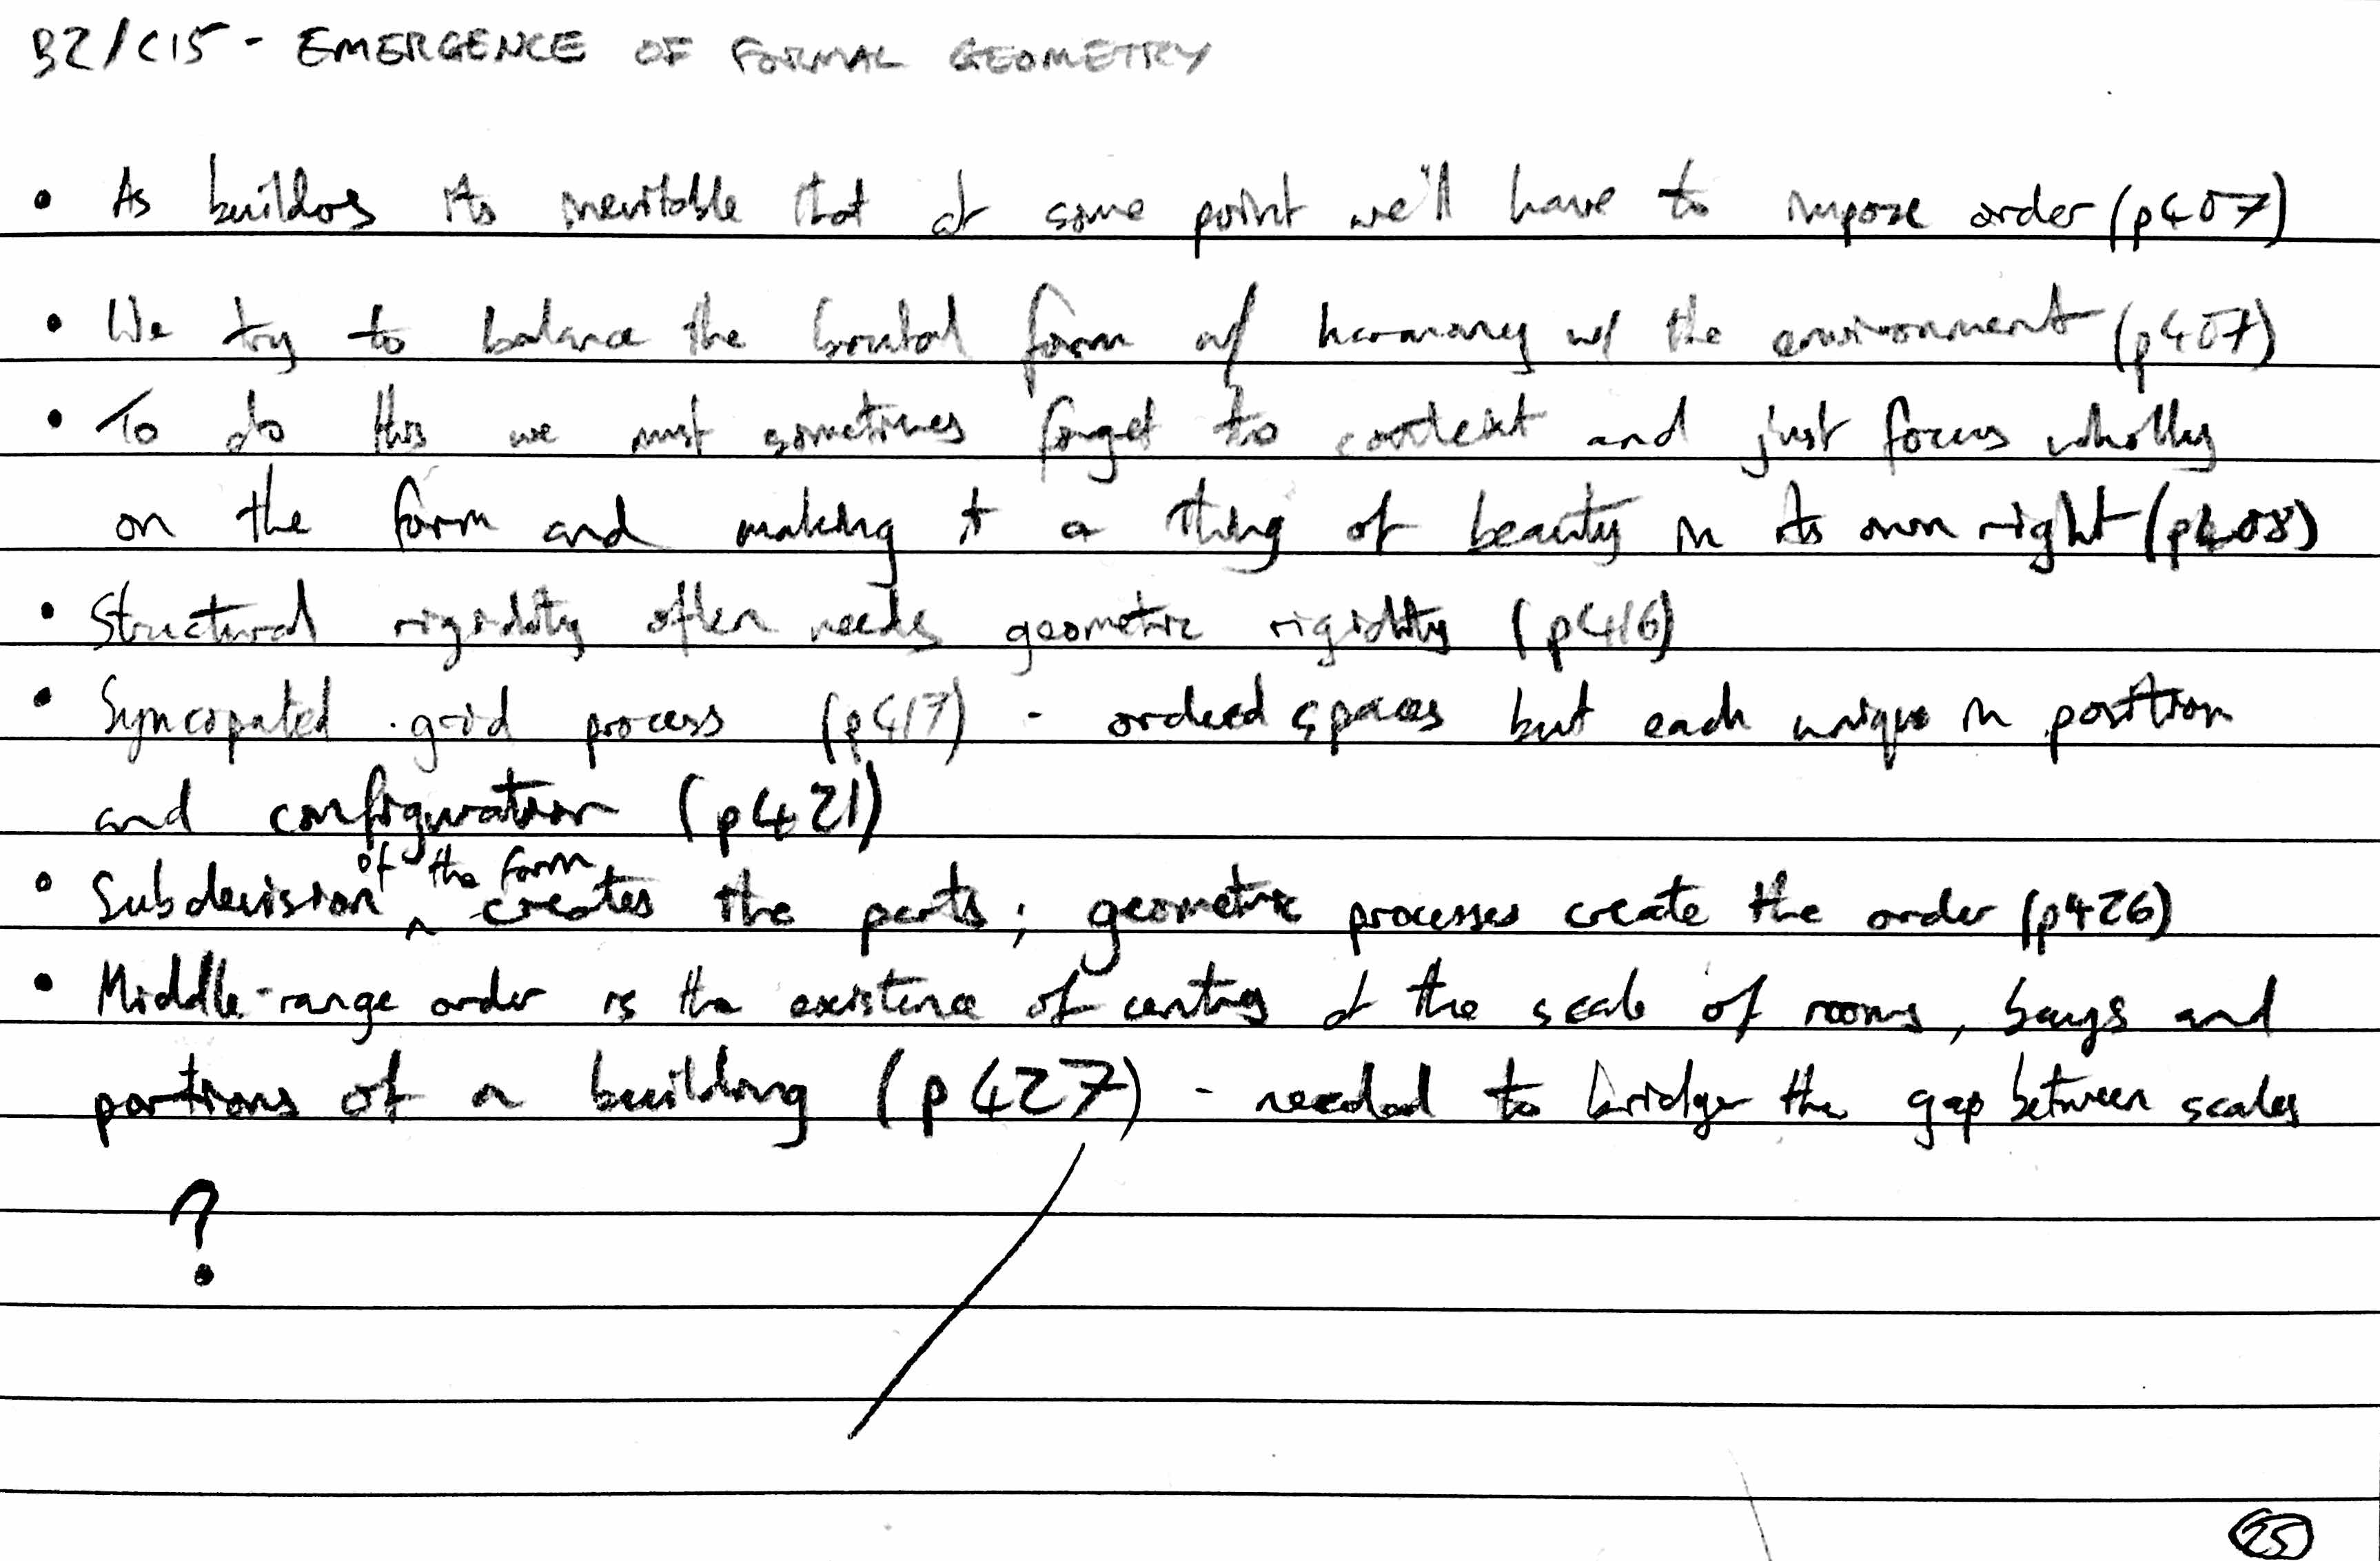 B2/C15 - EMERGENCE OF FORMAL GEOMETRY
• As builders its inevitable that at some point we'll have to impose order (p407)
• We try to balance the brutal form w/ harmony w/ the environment (p407)
• To do this we must sometimes forget to context and just focus wholly
on the form and making it a thing of beauty in its own right (p408)
• Structural rigidity often needs geometric rigidity (p416)
• Syncopated grid process (p417) - ordered spaces but each unique in position
and configuration (p421)
• Subdevision of the form creates the parts; geometric processes create the order (p426)
• Middle-range order is the existence of centres at the scale of rooms, bays and
portions of a building (p427) - needed to bridge the gap between scales
?
25